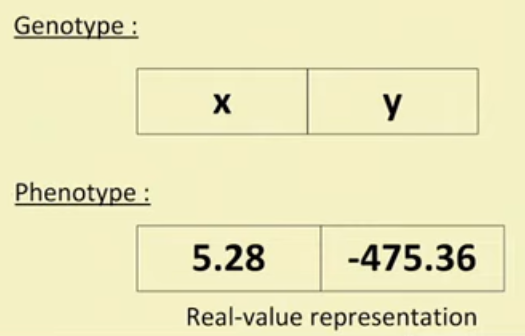 Genotype :
x y
Phenotype :
5.28 -475.36
Real-value representation